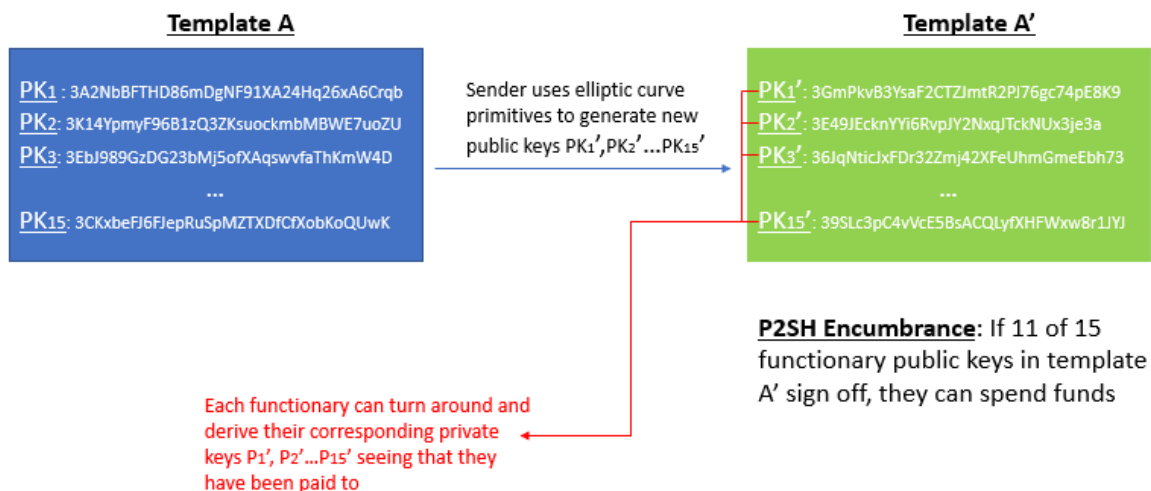 Template A
Template A’
PK1 : 3A2NbBFTHD86mDgNF91XA24Hq26xA6Crqb
PK2: 3K14YpmyF96B1zQ3ZKsuockmbMBWE7uoZU
PK3: 3EbJ989GzDG23bMj5ofXAqswvfaThKmW4D
...
PK15: 3CKxbeFJ6FJepRuSpMZTXDfCfXobKoQUwK
Sender uses elliptic curve
primitives to generate new
public keys PK1’,PK2’...PK15’
PK1’: 3GmPkvB3YsaF2CTZJmtR2PJ76gc74pE8K9
PK2’: 3E49JEcknYYi6RvpJY2NxqJTckNUx3je3a
PK3’: 36JqNticJxFDr32Zmj42XFeUhmGmeEbh73
...
PK15’: 39SLc3pC4vVcE5BsACQLyfXHFWxw8r1JYJ
P2SH Encumbrance: If 11 of 15
functionary public keys in template
A’ sign off, they can spend funds
Each functionary can turn around and
derive their corresponding private
keys P1’, P2’...P15’ seeing that they
have been paid to